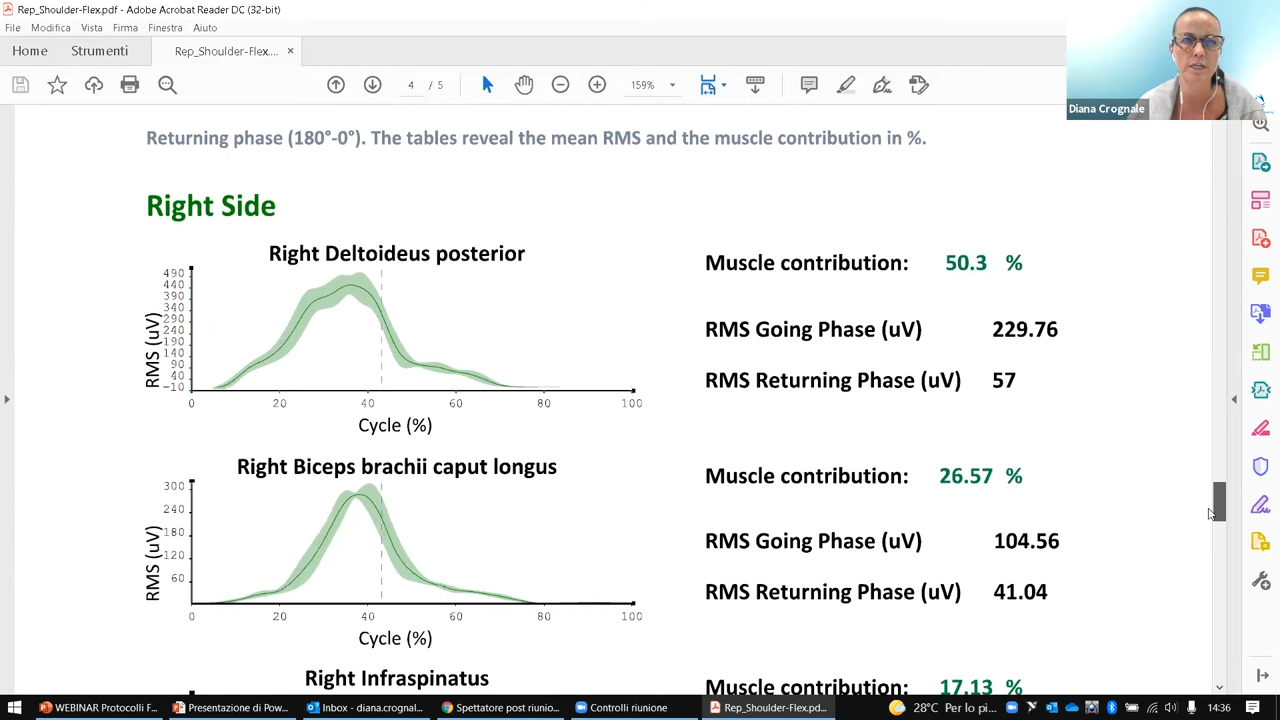 Rep_Shoulder-Flex.pdf - Adobe Acrobat Reader DC (32-bit)
File Modifica Vista Firma Finestra Aiuto
Home Strumenti Rep_Shoulder-Flex.... ×
4 / 5 159%
Diana Crognale
Returning phase (180°-0°). The tables reveal the mean RMS and the muscle contribution in %.
Right Side
Right Deltoideus posterior
RMS (uV)
490
440
390
340
290
240
190
140
90
40
-10
0 20 40 60 80 100
Cycle (%)
Muscle contribution: 50.3 %
RMS Going Phase (uV) 229.76
RMS Returning Phase (uV) 57
Right Biceps brachii caput longus
RMS (uV)
300
240
180
120
60
0 20 40 60 80 100
Cycle (%)
Muscle contribution: 26.57 %
RMS Going Phase (uV) 104.56
RMS Returning Phase (uV) 41.04
Right Infraspinatus
Muscle contribution: 17.13 %
WEBINAR Protocolli F... Presentazione di Pow... Inbox - diana.crognal... Spettatore post riunio... Controlli riunione Rep_Shoulder-Flex.pd... 28°C Per lo pi... 14:36